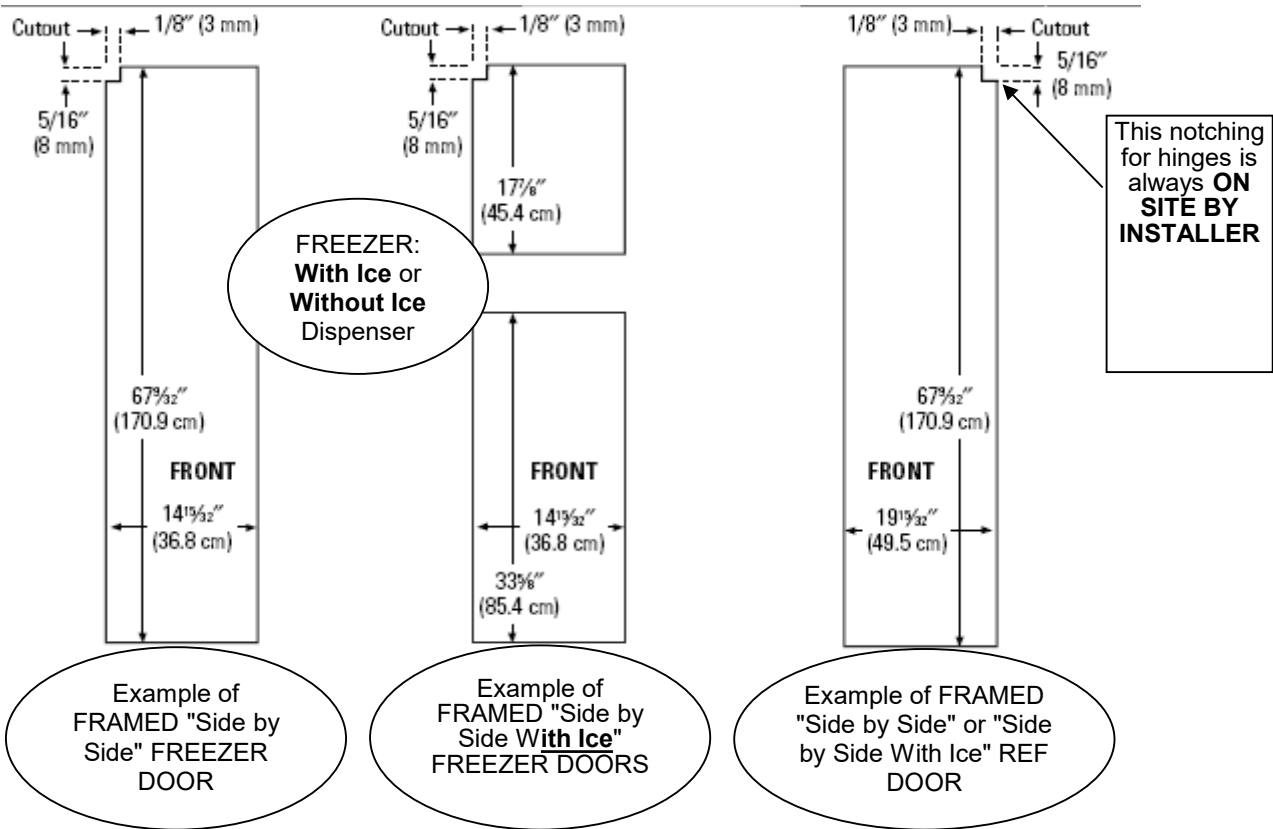 Cutout
1/8″ (3 mm)
5/16″
(8 mm)
67⁹⁄₃₂″
(170.9 cm)
FRONT
14¹⁵⁄₃₂″
(36.8 cm)
Example of
FRAMED "Side by
Side" FREEZER
DOOR
FREEZER:
With Ice or
Without Ice
Dispenser
Cutout
1/8″ (3 mm)
5/16″
(8 mm)
17⅞″
(45.4 cm)
FRONT
14¹⁵⁄₃₂″
(36.8 cm)
33⅝″
(85.4 cm)
Example of
FRAMED "Side by
Side With Ice"
FREEZER DOORS
1/8″ (3 mm)
Cutout
5/16″
(8 mm)
67⁹⁄₃₂″
(170.9 cm)
FRONT
19¹⁵⁄₃₂″
(49.5 cm)
Example of FRAMED
"Side by Side" or "Side
by Side With Ice" REF
DOOR
This notching
for hinges is
always ON
SITE BY
INSTALLER